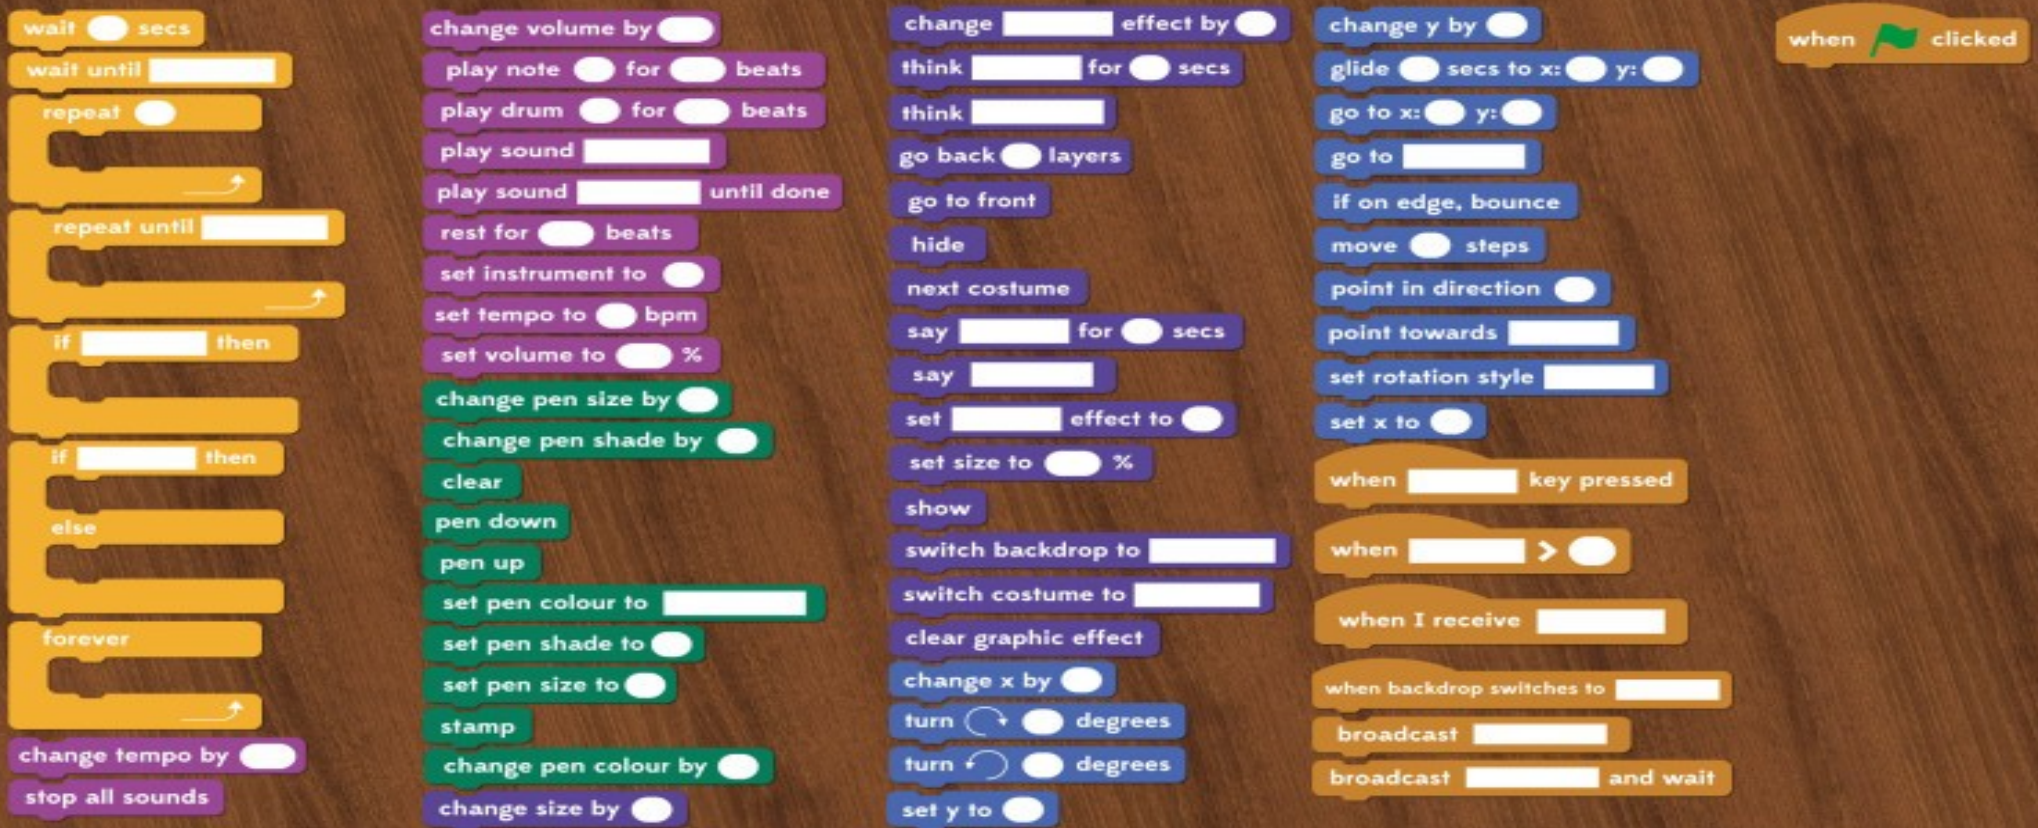 wait secs
wait until
repeat
repeat until
if then
if then
else
forever
change tempo by
stop all sounds
change volume by
play note for beats
play drum for beats
play sound
play sound until done
rest for beats
set instrument to
set tempo to bpm
set volume to %
change pen size by
change pen shade by
clear
pen down
pen up
set pen colour to
set pen shade to
set pen size to
stamp
change pen colour by
change size by
change effect by
think for secs
think
go back layers
go to front
hide
next costume
say for secs
say
set effect to
set size to %
show
switch backdrop to
switch costume to
clear graphic effect
change x by
turn degrees
turn degrees
set y to
change y by
glide secs to x: y:
go to x: y:
go to
if on edge, bounce
move steps
point in direction
point towards
set rotation style
set x to
when key pressed
when >
when I receive
when backdrop switches to
broadcast
broadcast and wait
when clicked